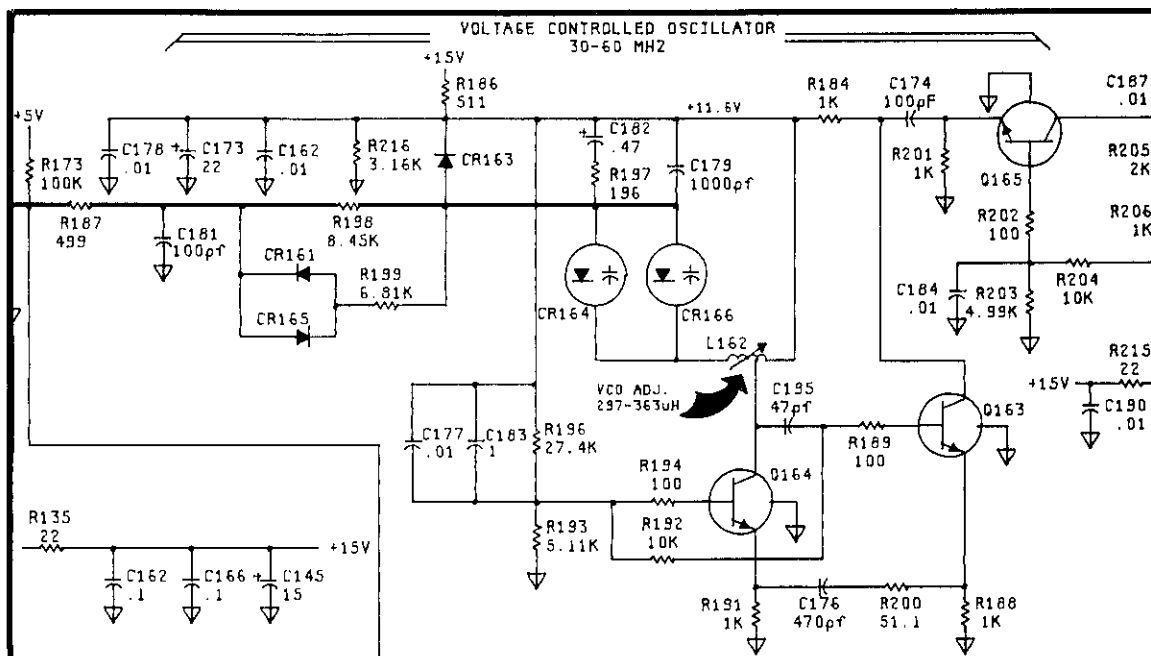 VOLTAGE CONTROLLED OSCILLATOR
30-60 MHZ
+15V
R186
511
+5V
R173
100K
C178
.01
+
C173
22
C162
.01
R216
3.16K
CR163
+
C182
.47
R197
196
+11.6V
C179
1000pf
R184
1K
C174
100pF
R201
1K
Q165
C187
.01
R205
2K
R206
1K
R187
499
C181
100pf
R198
8.45K
CR161
CR165
R199
6.81K
CR164
CR166
R202
100
C184
.01
R203
4.99K
R204
10K
L162
VCO ADJ.
297-363uH
C195
47pf
+15V
R215
22
C190
.01
C177
.01
C183
.1
R196
27.4K
R189
100
Q163
R194
100
Q164
R192
10K
R193
5.11K
R135
22
+15V
C162
.1
C166
.1
+
C145
15
R191
1K
C176
470pf
R200
51.1
R188
1K